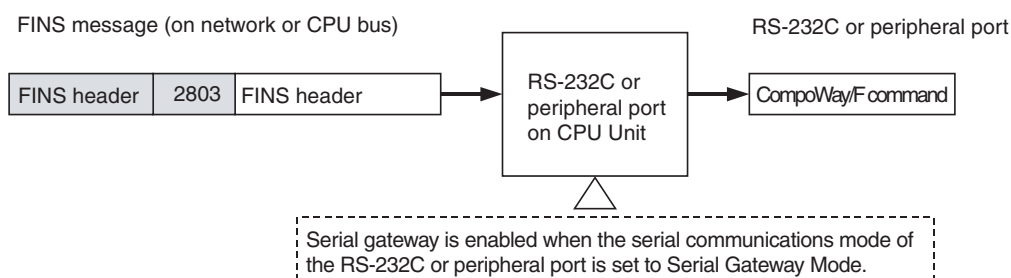 FINS message (on network or CPU bus)
RS-232C or peripheral port
FINS header 2803 FINS header
RS-232C or
peripheral port
on CPU Unit
CompoWay/F command
Serial gateway is enabled when the serial communications mode of
the RS-232C or peripheral port is set to Serial Gateway Mode.